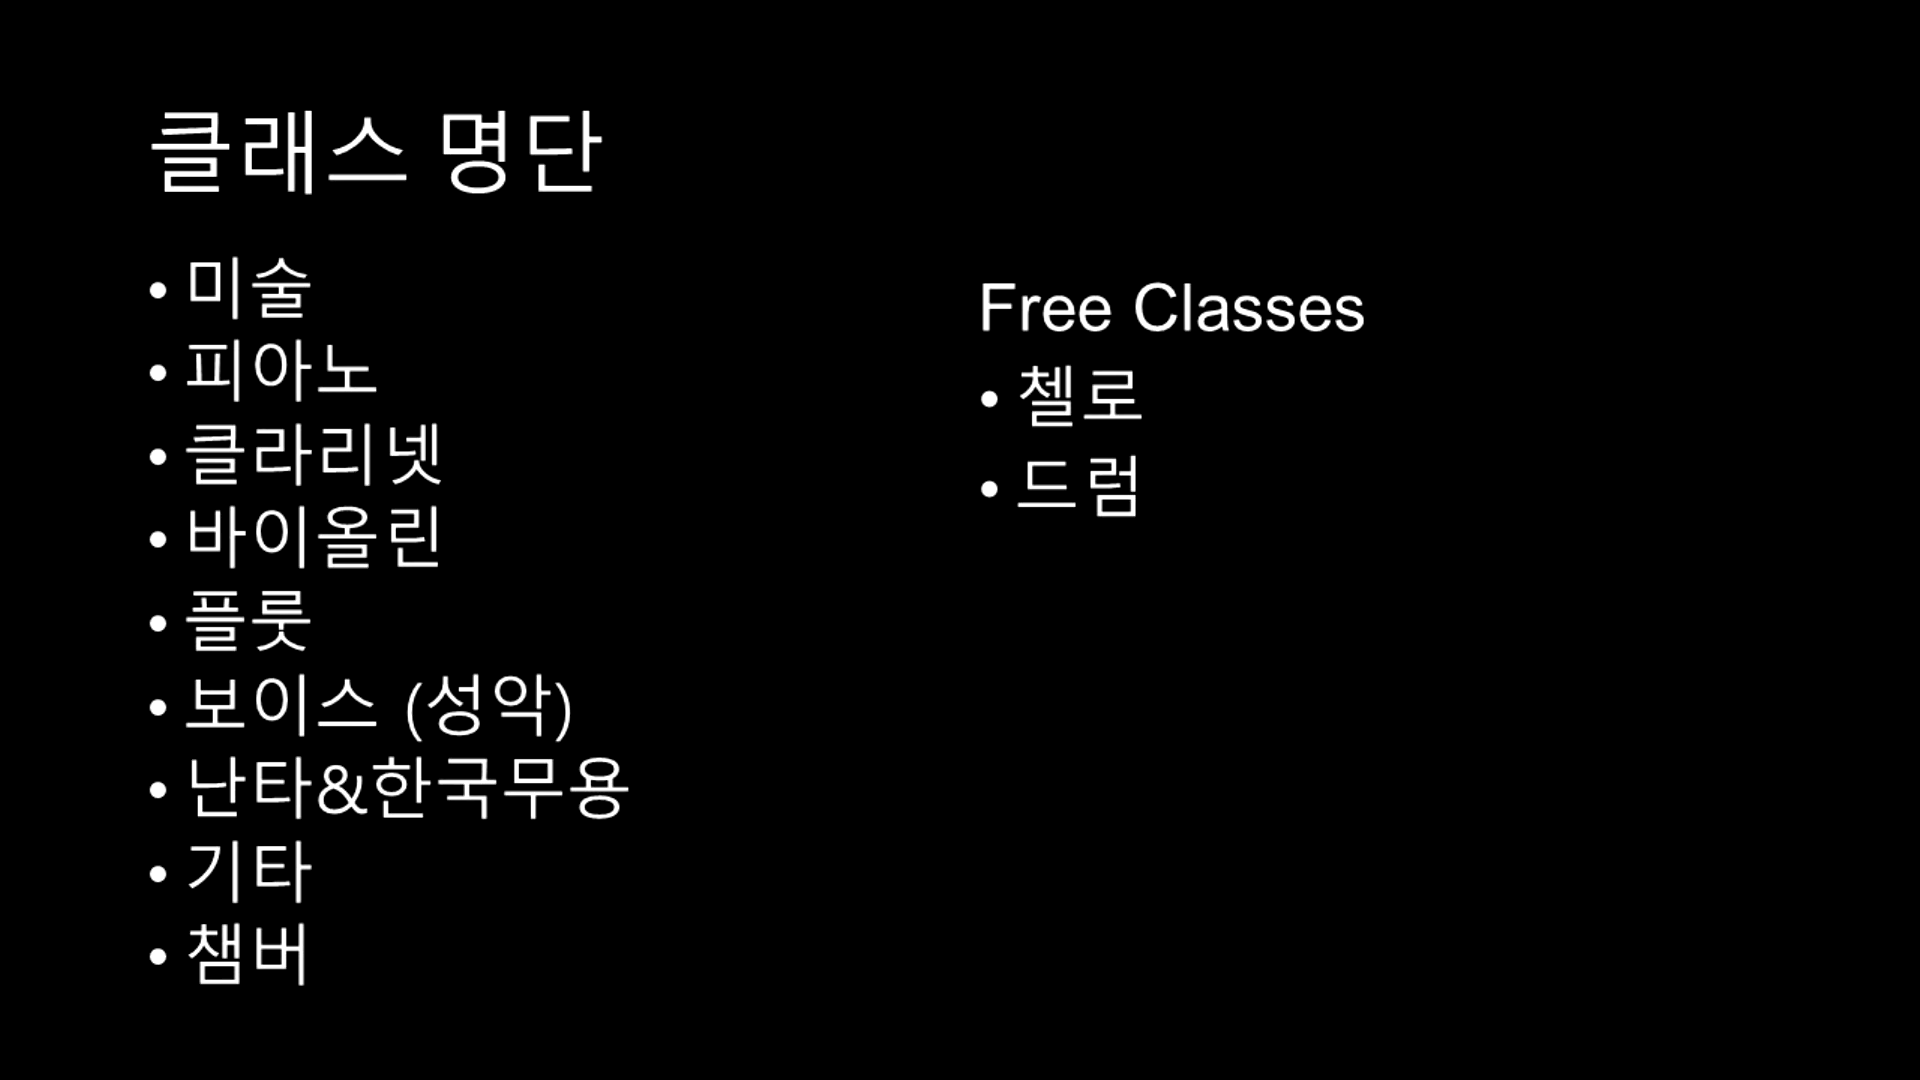 클래스 명단
• 미술
• 피아노
• 클라리넷
• 바이올린
• 플룻
• 보이스 (성악)
• 난타&한국무용
• 기타
• 챔버
Free Classes
• 첼로
• 드럼